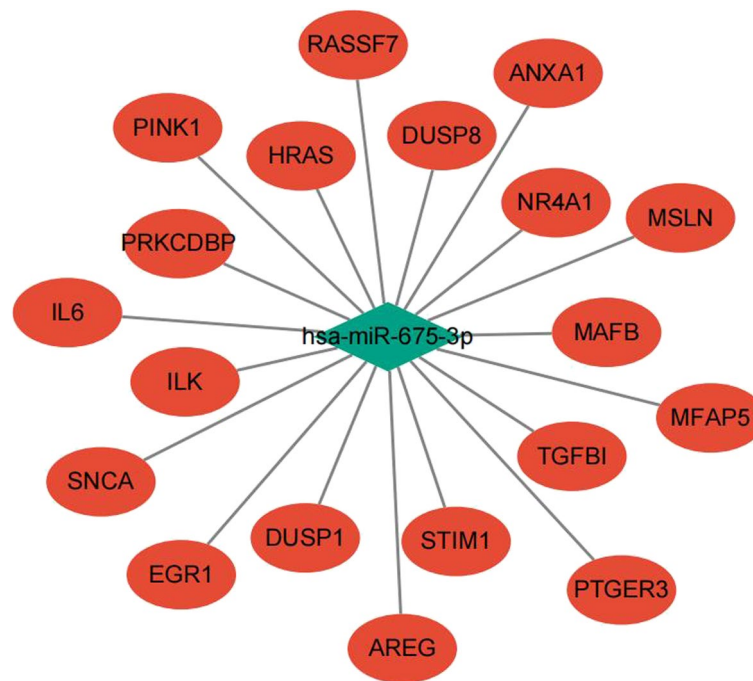 RASSF7
ANXA1
PINK1
DUSP8
HRAS
NR4A1
MSLN
PRKCDBP
IL6
hsa-miR-675-3p
MAFB
ILK
MFAP5
TGFBI
SNCA
DUSP1
STIM1
EGR1
PTGER3
AREG